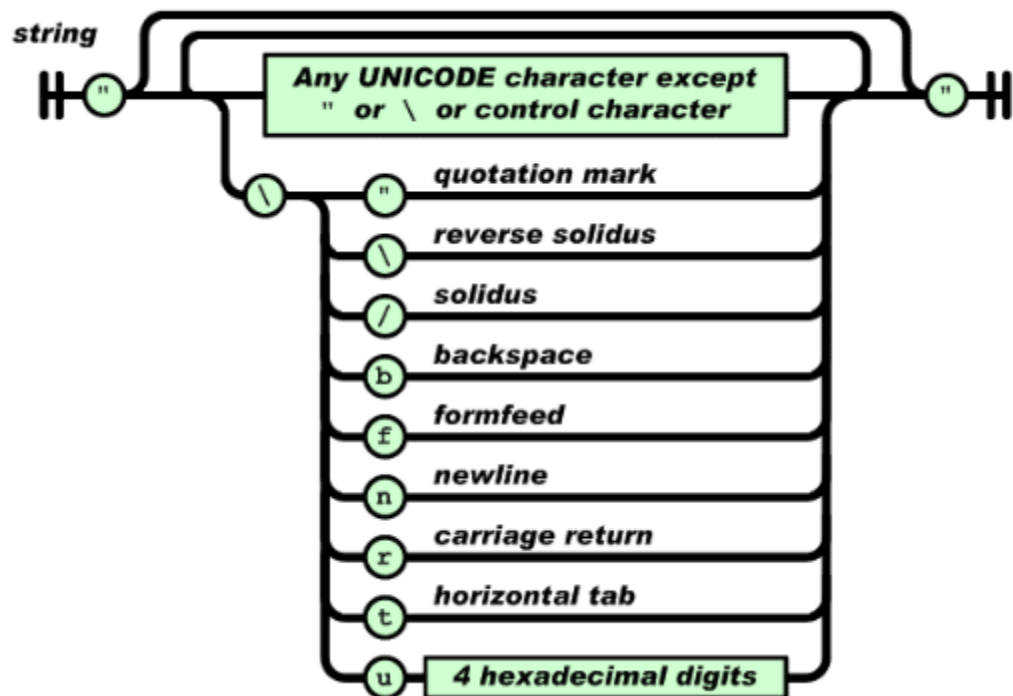 string
" Any UNICODE character except "
" or \ or control character
\ " quotation mark
\ reverse solidus
/ solidus
b backspace
f formfeed
n newline
r carriage return
t horizontal tab
u 4 hexadecimal digits